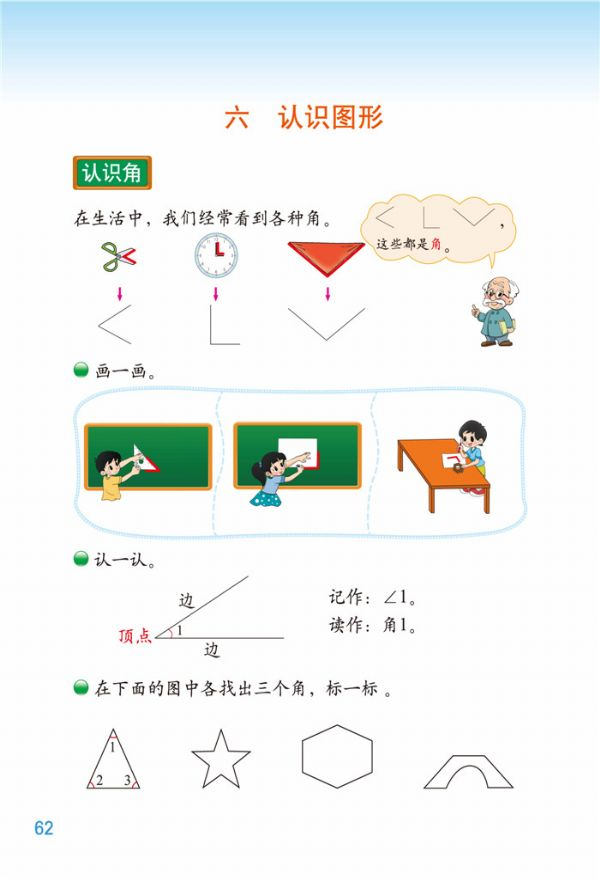 六 认识图形
认识角
在生活中，我们经常看到各种角。
，
这些都是角。
画一画。
认一认。
边
顶点
1
边
记作：∠1。
读作：角1。
在下面的图中各找出三个角，标一标。
1
2 3
62